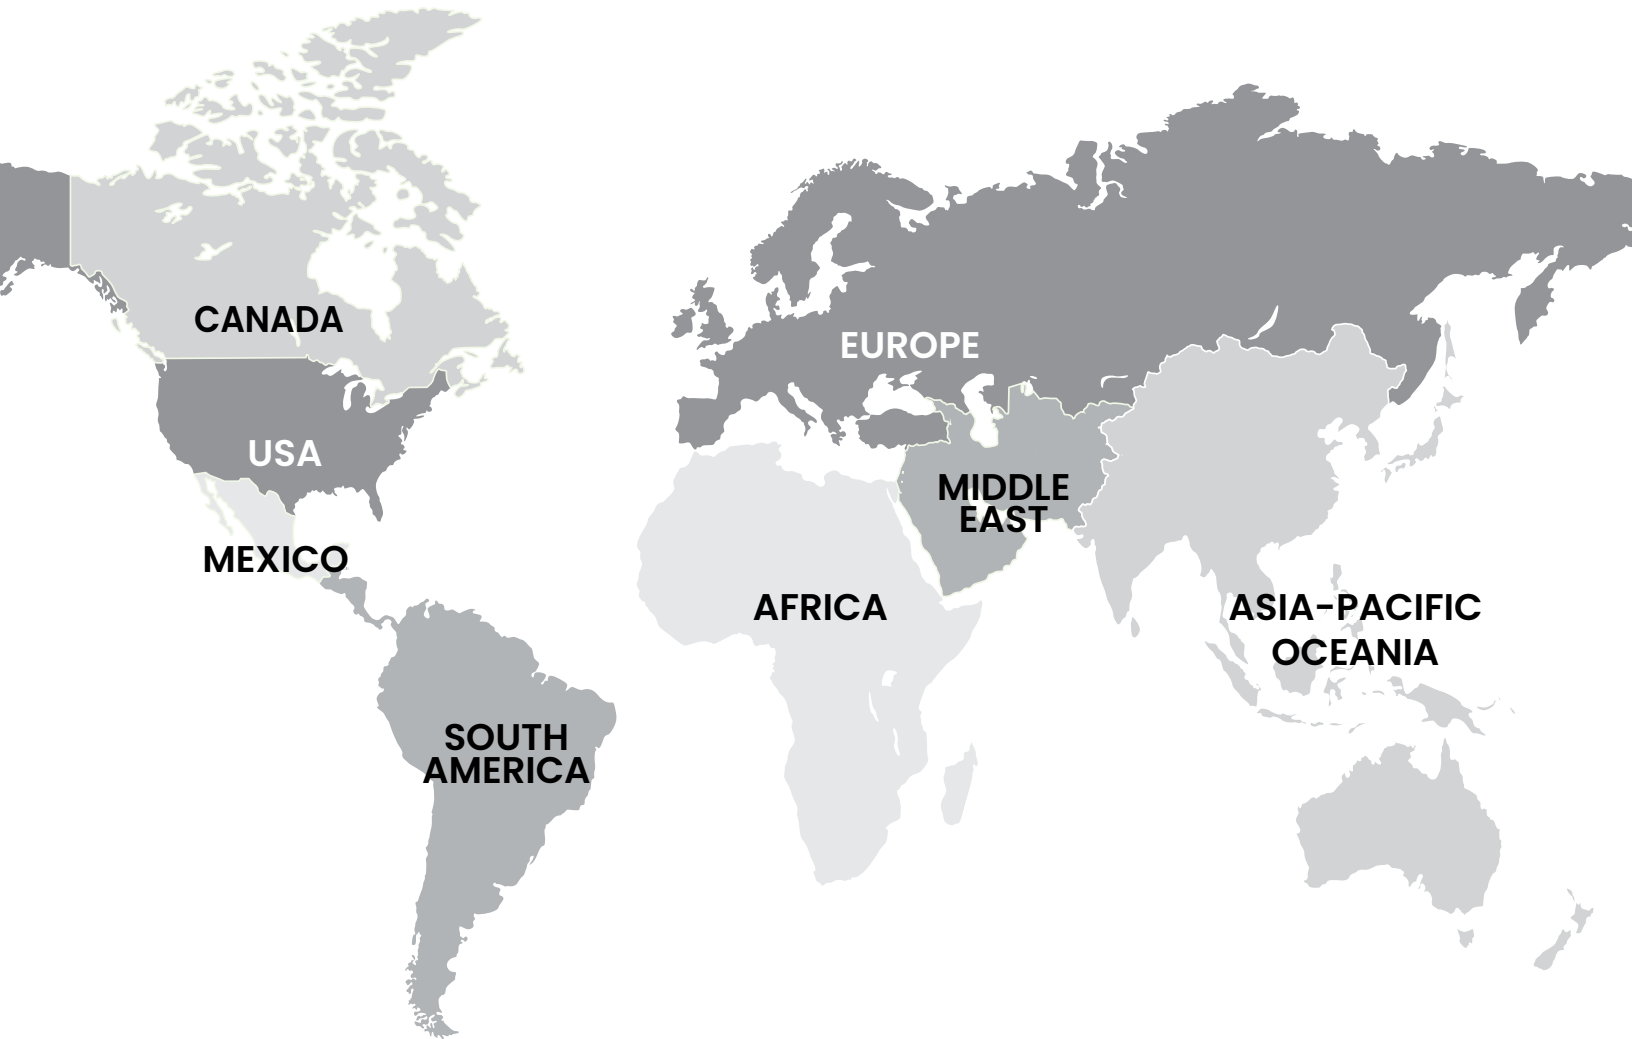 CANADA
EUROPE
USA
MIDDLE
EAST
MEXICO
AFRICA
ASIA-PACIFIC
OCEANIA
SOUTH
AMERICA